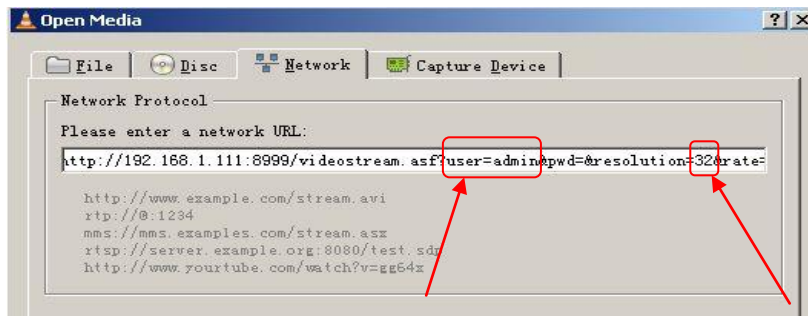 Open Media
File Disc Network Capture Device
Network Protocol
Please enter a network URL:
http://192.168.1.111:8999/videostream.asf?user=admin&pwd=&resolution=32&rate=
http://www.example.com/stream.avi
rtp://@:1234
mms://mms.examples.com/stream.asx
rtsp://server.example.org:8080/test.sdp
http://www.yourtube.com/watch?v=gg64x